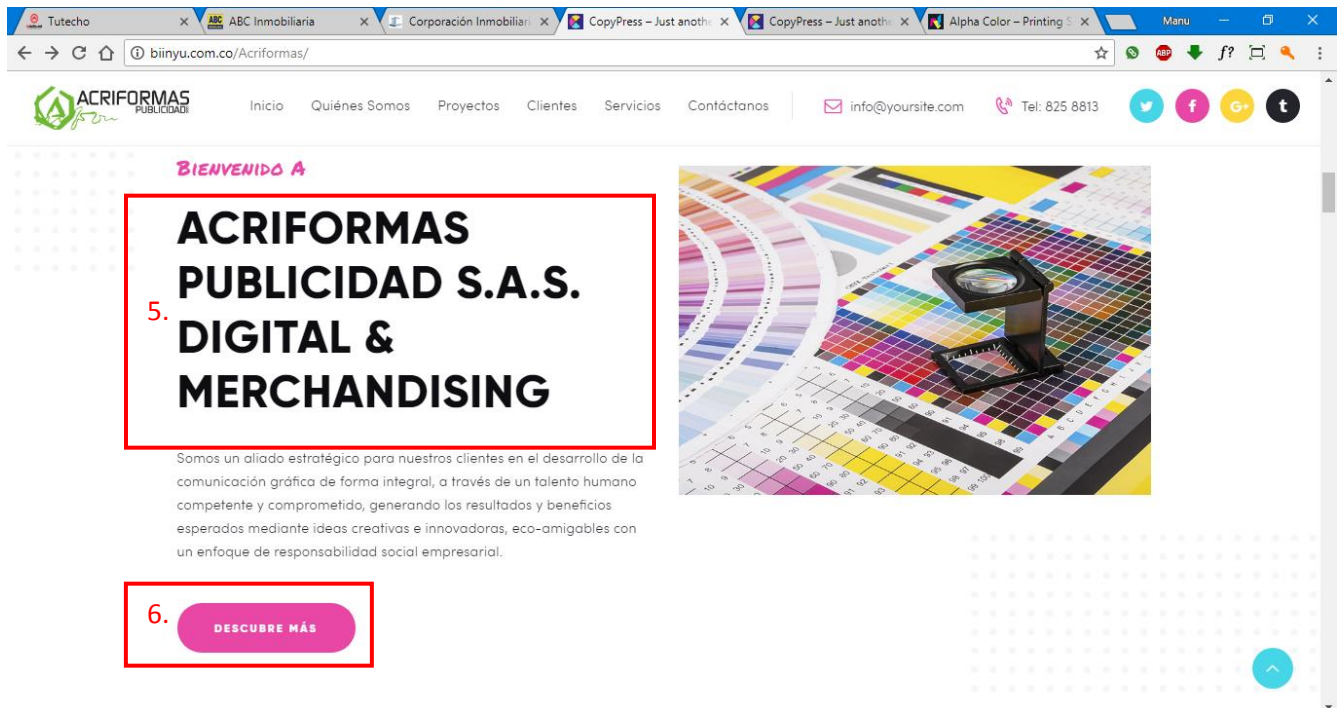 Tutecho
ABC Inmobiliaria
Corporación Inmobiliari
CopyPress – Just anothe
CopyPress – Just anothe
Alpha Color – Printing S
Manu
biinyu.com.co/Acriformas/
ABP
f?
ACRIFORMAS
PUBLICIDAD
Inicio
Quiénes Somos
Proyectos
Clientes
Servicios
Contáctanos
info@yoursite.com
Tel: 825 8813
BIENVENIDO A
5.
ACRIFORMAS
PUBLICIDAD S.A.S.
DIGITAL &
MERCHANDISING
Somos un aliado estratégico para nuestros clientes en el desarrollo de la
comunicación gráfica de forma integral, a través de un talento humano
competente y comprometido, generando los resultados y beneficios
esperados mediante ideas creativas e innovadoras, eco-amigables con
un enfoque de responsabilidad social empresarial.
6.
DESCUBRE MÁS